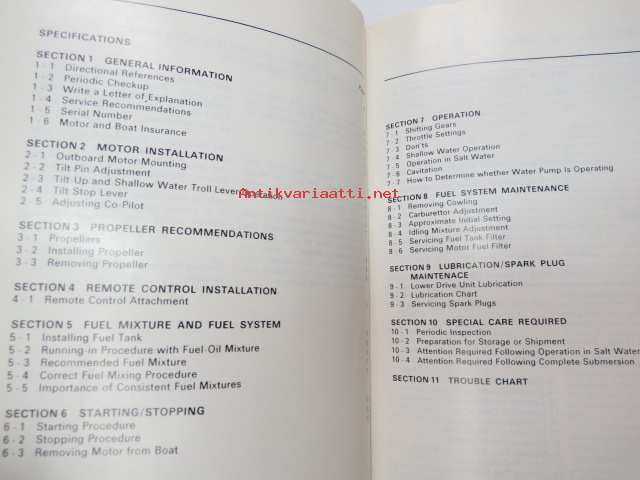 SPECIFICATIONS
SECTION 1 GENERAL INFORMATION
1 - 1 Directional References
1 - 2 Periodic Checkup
1 - 3 Write a Letter of Explanation
1 - 4 Service Recommendations
1 - 5 Serial Number
1 - 6 Motor and Boat Insurance
SECTION 2 MOTOR INSTALLATION
2 - 1 Outboard Motor Mounting
2 - 2 Tilt Pin Adjustment
2 - 3 Tilt Up and Shallow Water Troll Lever
2 - 4 Tilt Stop Lever
2 - 5 Adjusting Co-Pilot
SECTION 3 PROPELLER RECOMMENDATIONS
3 - 1 Propellers
3 - 2 Installing Propeller
3 - 3 Removing Propeller
SECTION 4 REMOTE CONTROL INSTALLATION
4 - 1 Remote Control Attachment
SECTION 5 FUEL MIXTURE AND FUEL SYSTEM
5 - 1 Installing Fuel Tank
5 - 2 Running-in Procedure with Fuel-Oil Mixture
5 - 3 Recommended Fuel Mixture
5 - 4 Correct Fuel Mixing Procedure
5 - 5 Importance of Consistent Fuel Mixtures
SECTION 6 STARTING/STOPPING
6 - 1 Starting Procedure
6 - 2 Stopping Procedure
6 - 3 Removing Motor from Boat
SECTION 7 OPERATION
7 - 1 Shifting Gears
7 - 2 Throttle Settings
7 - 3 Don'ts
7 - 4 Shallow Water Operation
7 - 5 Operation in Salt Water
7 - 6 Cavitation
7 - 7 How to Determine whether Water Pump Is Operating
SECTION 8 FUEL SYSTEM MAINTENANCE
8 - 1 Removing Cowling
8 - 2 Carburettor Adjustment
8 - 3 Approximate Initial Setting
8 - 4 Idling Mixture Adjustment
8 - 5 Servicing Fuel Tank Filter
8 - 6 Servicing Motor Fuel Filter
SECTION 9 LUBRICATION/SPARK PLUG
MAINTENACE
9 - 1 Lower Drive Unit Lubrication
9 - 2 Lubrication Chart
9 - 3 Servicing Spark Plugs
SECTION 10 SPECIAL CARE REQUIRED
10 - 1 Periodic Inspection
10 - 2 Preparation for Storage or Shipment
10 - 3 Attention Required Following Operation in Salt Water
10 - 4 Attention Required Following Complete Submersion
SECTION 11 TROUBLE CHART
Antikvariaatti.net